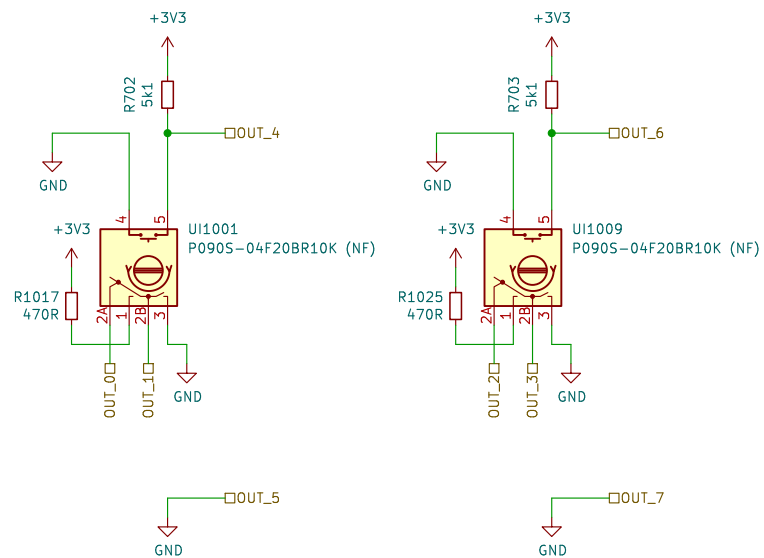 +3V3
+3V3
R702
5k1
R703
5k1
OUT_4
OUT_6
GND
GND
4
5
4
5
+3V3
UI1001
P090S-04F20BR10K (NF)
+3V3
UI1009
P090S-04F20BR10K (NF)
R1017
470R
R1025
470R
2A
1
2B
3
2A
1
2B
3
OUT_0
OUT_1
GND
OUT_2
OUT_3
GND
OUT_5
OUT_7
GND
GND